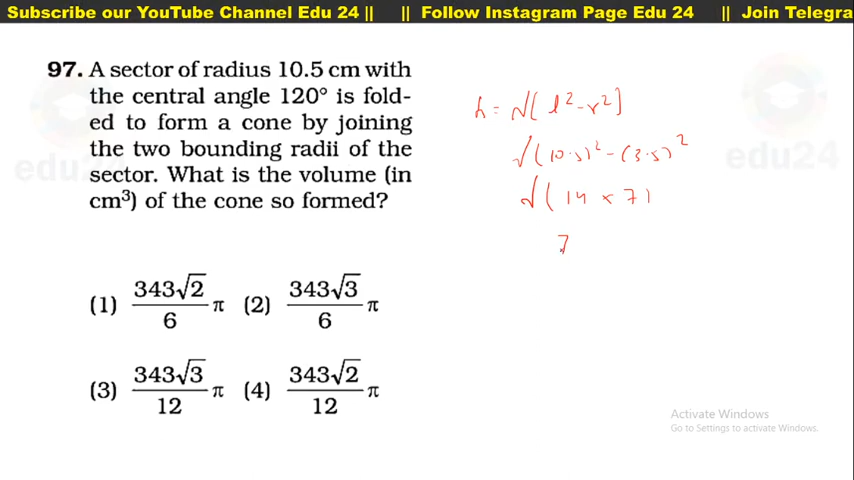 Subscribe our YouTube Channel Edu 24 || || Follow Instagram Page Edu 24 || Join Telegra
97. A sector of radius 10.5 cm with
the central angle 120° is fold-
ed to form a cone by joining
the two bounding radii of the
sector. What is the volume (in
cm³) of the cone so formed?
h = √[l² - r²]
√(10.5)² - (3.5)²
√(14 × 7)
7
(1) 343√2/6 π (2) 343√3/6 π
(3) 343√3/12 π (4) 343√2/12 π
edu24
edu24
Activate Windows
Go to Settings to activate Windows.